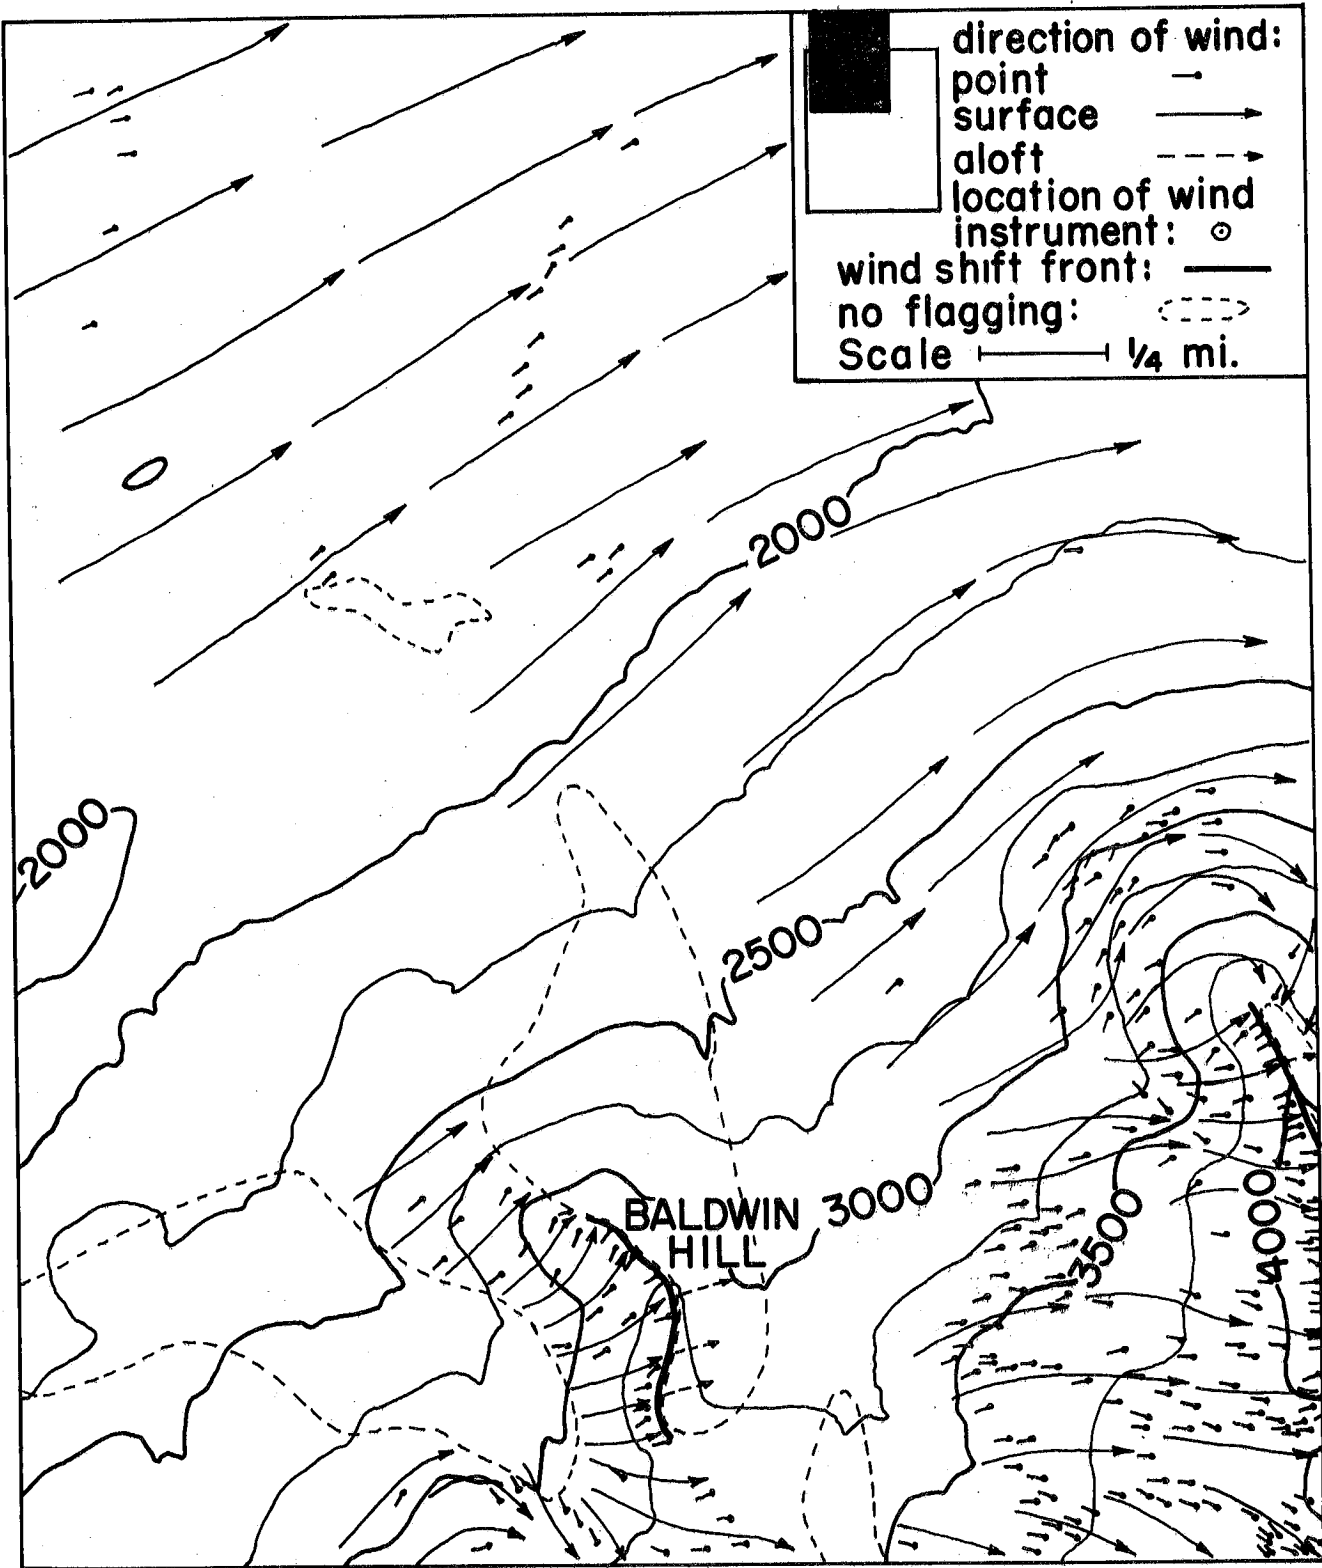 direction of wind:
point
surface
aloft
location of wind
instrument:
wind shift front:
no flagging:
Scale 1/4 mi.
2000
2000
2500
BALDWIN
HILL
3000
3500
4000